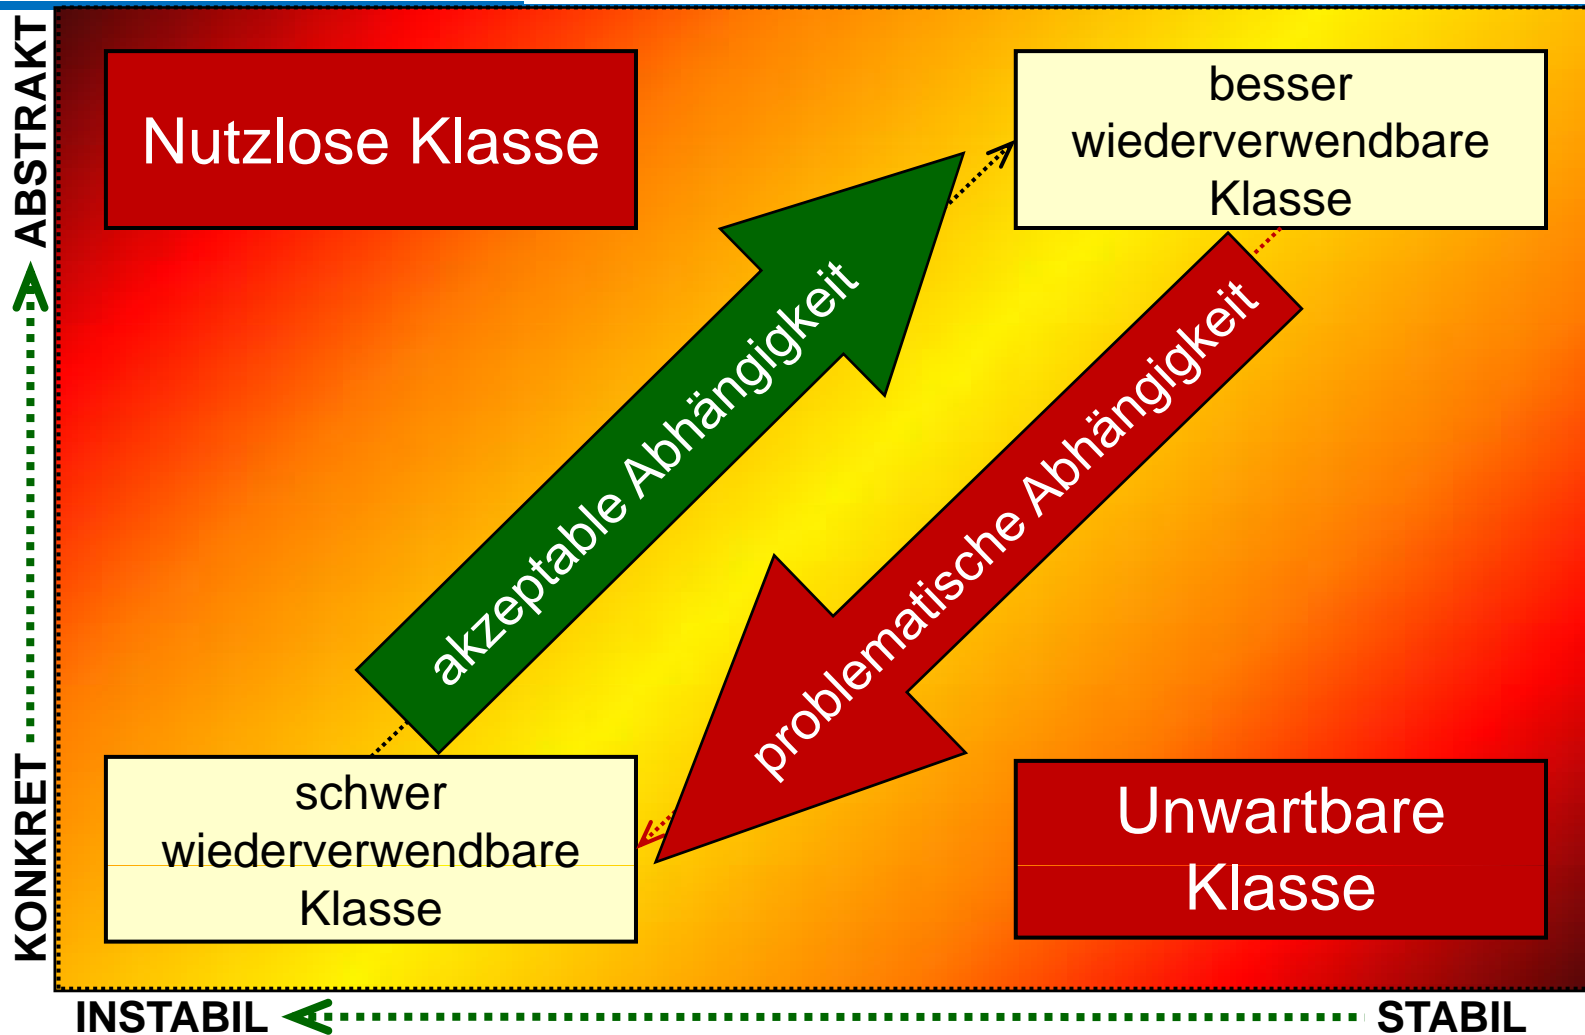 ABSTRAKT
Nutzlose Klasse
besser
wiederverwendbare
Klasse
akzeptable Abhängigkeit
problematische Abhängigkeit
KONKRET
schwer
wiederverwendbare
Klasse
Unwartbare
Klasse
INSTABIL
STABIL